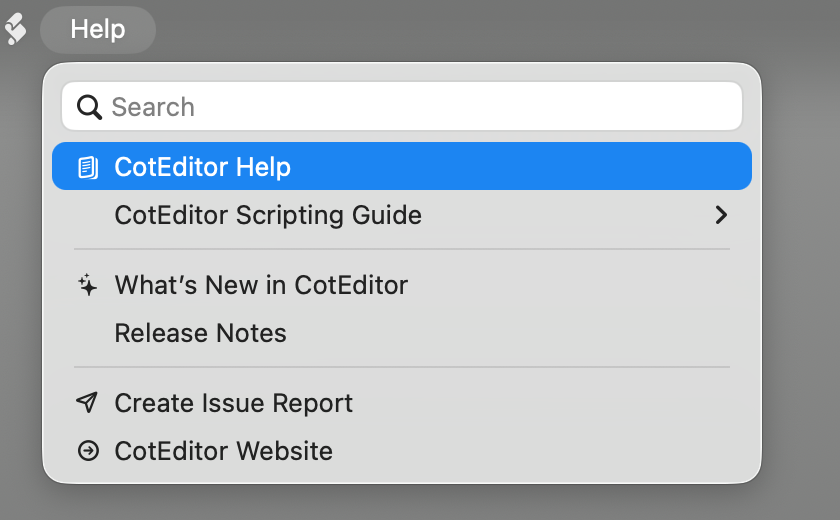 Help
Search
CotEditor Help
CotEditor Scripting Guide
What’s New in CotEditor
Release Notes
Create Issue Report
CotEditor Website